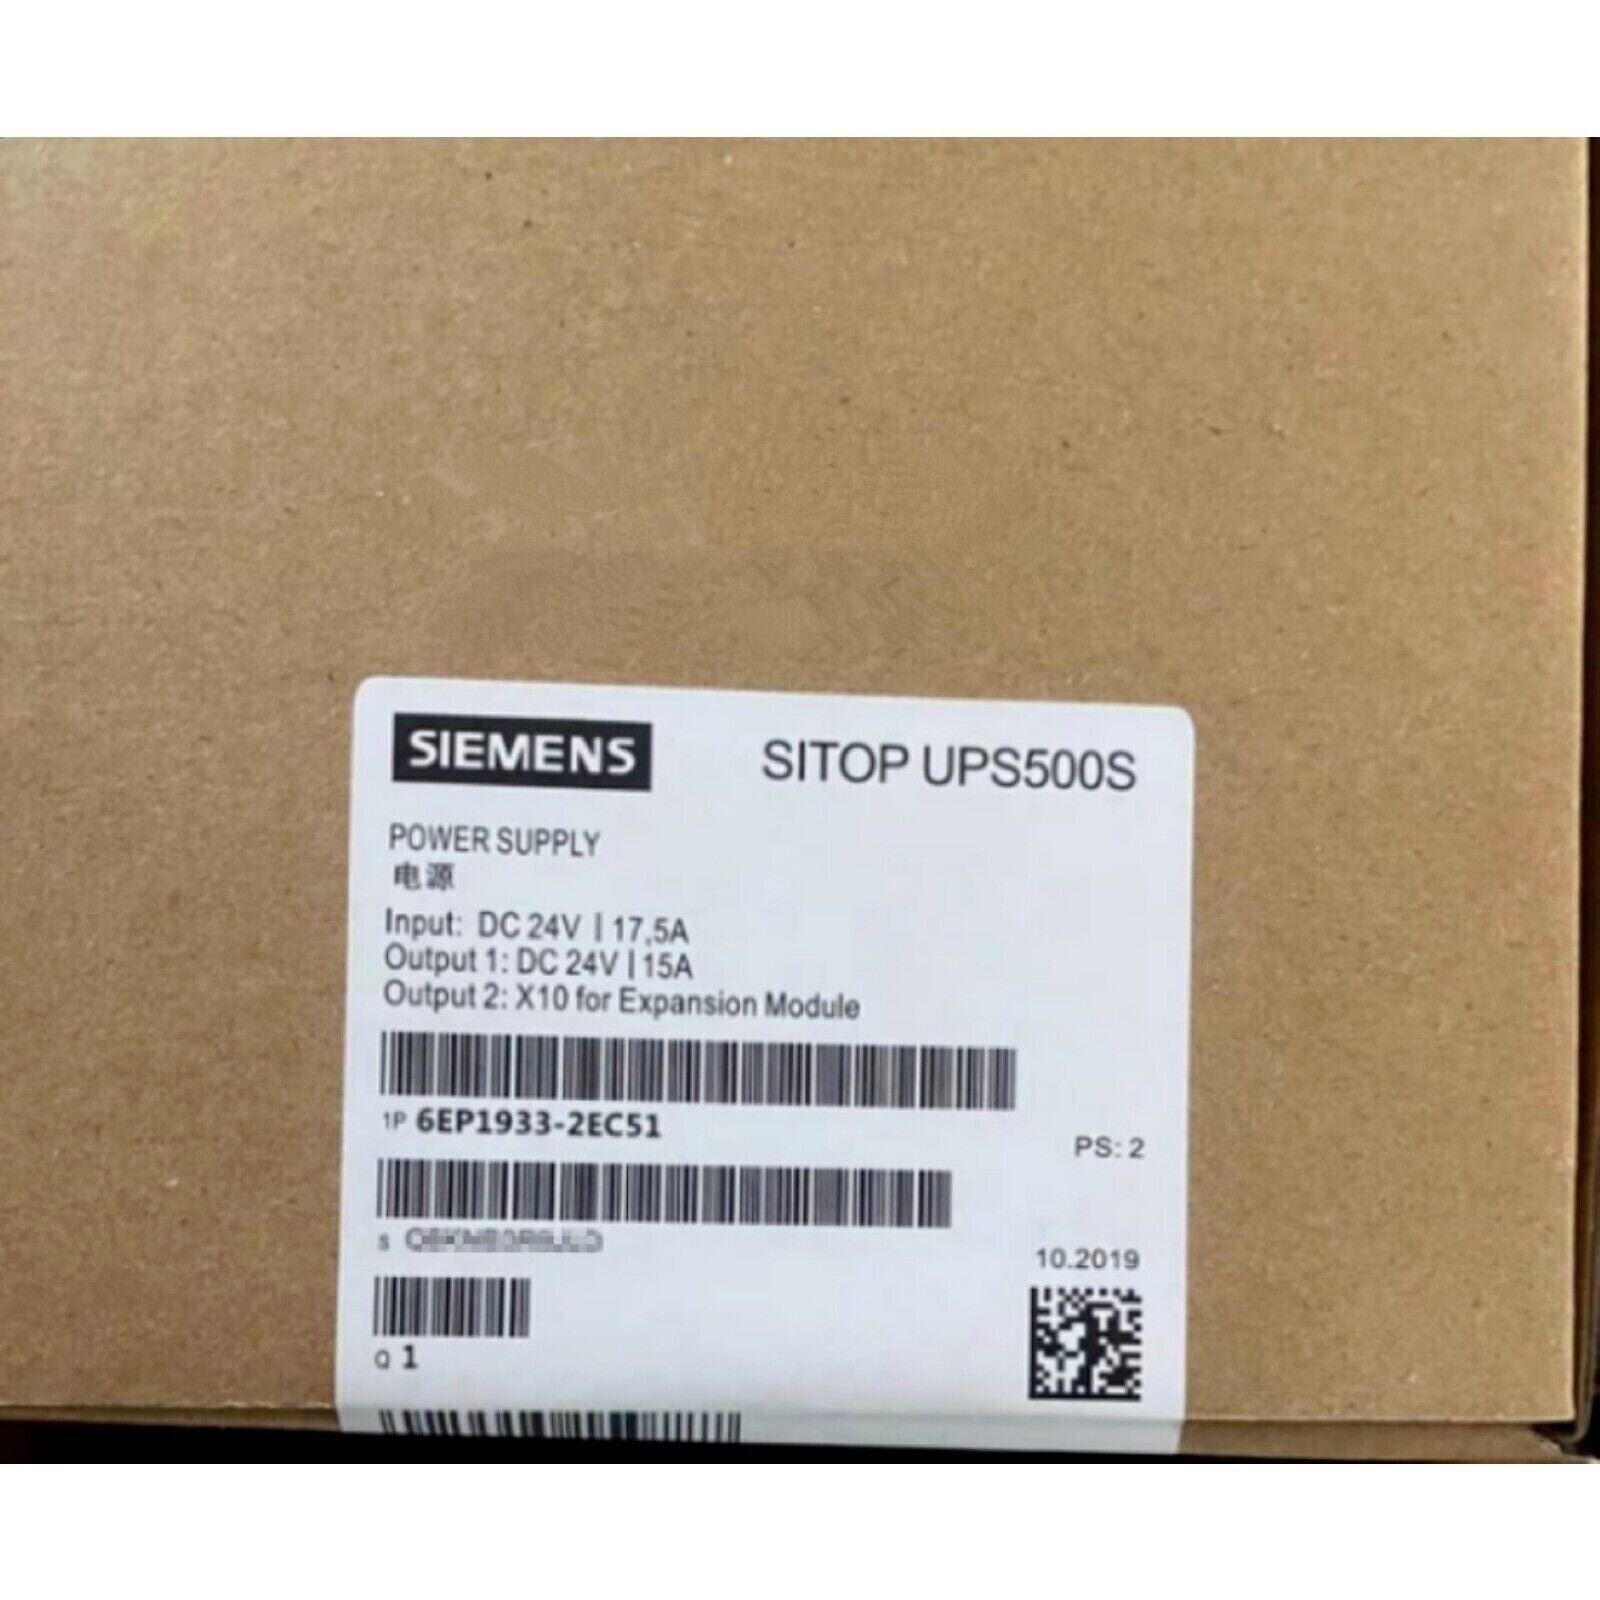 SIEMENS SITOP UPS500S
POWER SUPPLY
电源
Input: DC 24V | 17,5A
Output 1: DC 24V | 15A
Output 2: X10 for Expansion Module
1P 6EP1933-2EC51
PS: 2
S
10.2019
Q 1